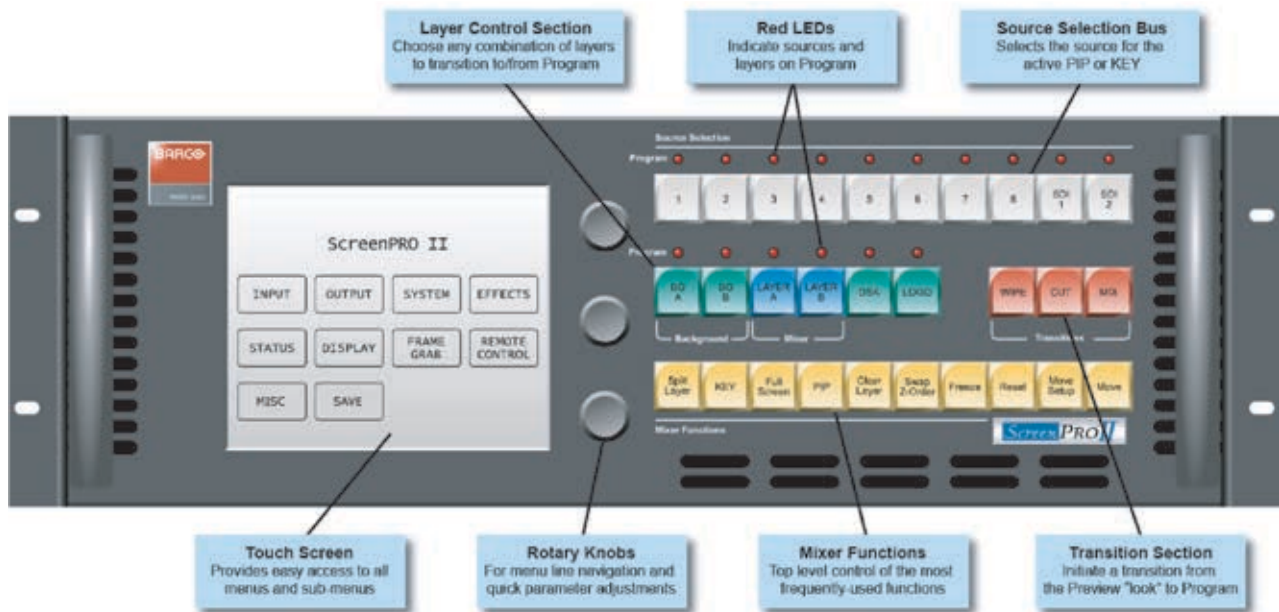 Layer Control Section
Choose any combination of layers
to transition to/from Program
Red LEDs
Indicate sources and
layers on Program
Source Selection Bus
Selects the source for the
active PIP or KEY
BARCO
Source Selection
Program
1 2 3 4 5 6 7 8 SDI 1 SDI 2
Program
BG A BG B LAYER A LAYER B DSK LOGO WIPE CUT MIX
Background Mixer Transitions
Split Layer KEY Full Screen PIP Clear Layer Swap Z-Order Freeze Reset Move Setup Move
Mixer Functions
ScreenPRO II
ScreenPRO II
INPUT OUTPUT SYSTEM EFFECTS
STATUS DISPLAY FRAME GRAB REMOTE CONTROL
MISC SAVE
Touch Screen
Provides easy access to all
menus and sub-menus
Rotary Knobs
For menu line navigation and
quick parameter adjustments
Mixer Functions
Top level control of the most
frequently-used functions
Transition Section
Initiate a transition from
the Preview "look" to Program